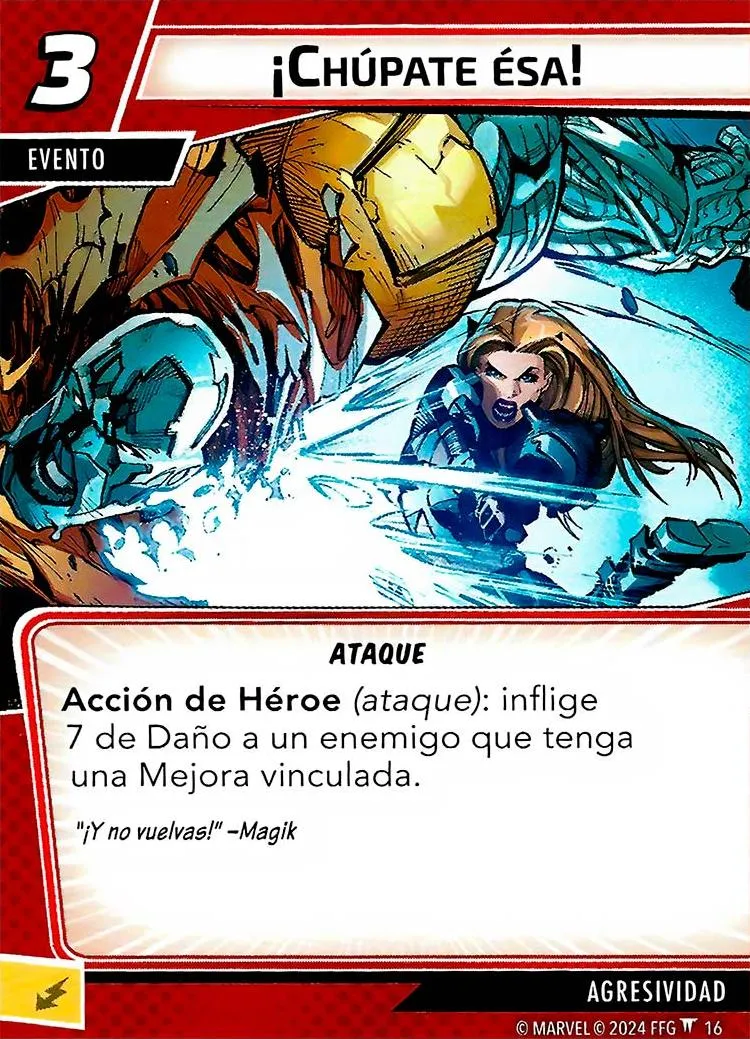 3
¡CHÚPATE ÉSA!
EVENTO
ATAQUE
Acción de Héroe (ataque): inflige
7 de Daño a un enemigo que tenga
una Mejora vinculada.
"¡Y no vuelvas!" –Magik
AGRESIVIDAD
© MARVEL © 2024 FFG 16